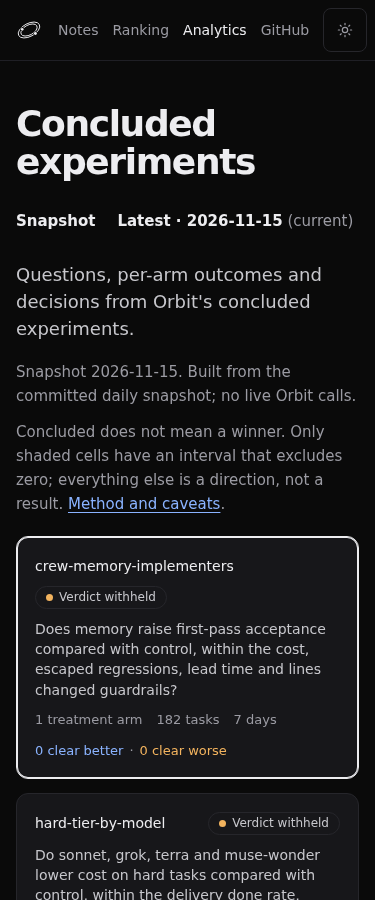 Notes Ranking Analytics GitHub
Concluded
experiments
Snapshot Latest · 2026-11-15 (current)
Questions, per-arm outcomes and
decisions from Orbit's concluded
experiments.
Snapshot 2026-11-15. Built from the
committed daily snapshot; no live Orbit calls.
Concluded does not mean a winner. Only
shaded cells have an interval that excludes
zero; everything else is a direction, not a
result. Method and caveats.
crew-memory-implementers
Verdict withheld
Does memory raise first-pass acceptance
compared with control, within the cost,
escaped regressions, lead time and lines
changed guardrails?
1 treatment arm 182 tasks 7 days
0 clear better · 0 clear worse
hard-tier-by-model Verdict withheld
Do sonnet, grok, terra and muse-wonder
lower cost on hard tasks compared with
control, within the delivery done rate,